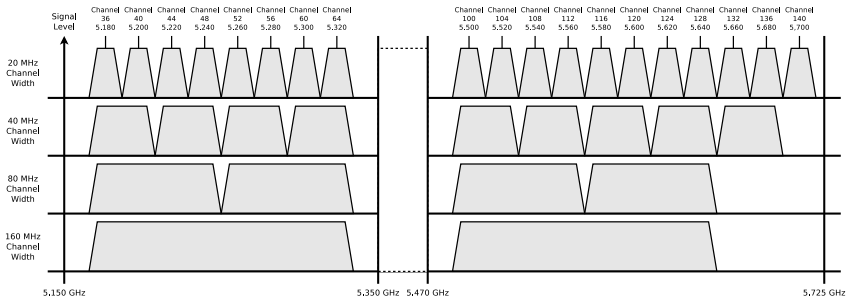 Signal
Level
Channel
36
5.180
Channel
40
5.200
Channel
44
5.220
Channel
48
5.240
Channel
52
5.260
Channel
56
5.280
Channel
60
5.300
Channel
64
5.320
Channel
100
5.500
Channel
104
5.520
Channel
108
5.540
Channel
112
5.560
Channel
116
5.580
Channel
120
5.600
Channel
124
5.620
Channel
128
5.640
Channel
132
5.660
Channel
136
5.680
Channel
140
5.700
20 MHz
Channel
Width
40 MHz
Channel
Width
80 MHz
Channel
Width
160 MHz
Channel
Width
5.150 GHz
5.350 GHz
5.470 GHz
5.725 GHz